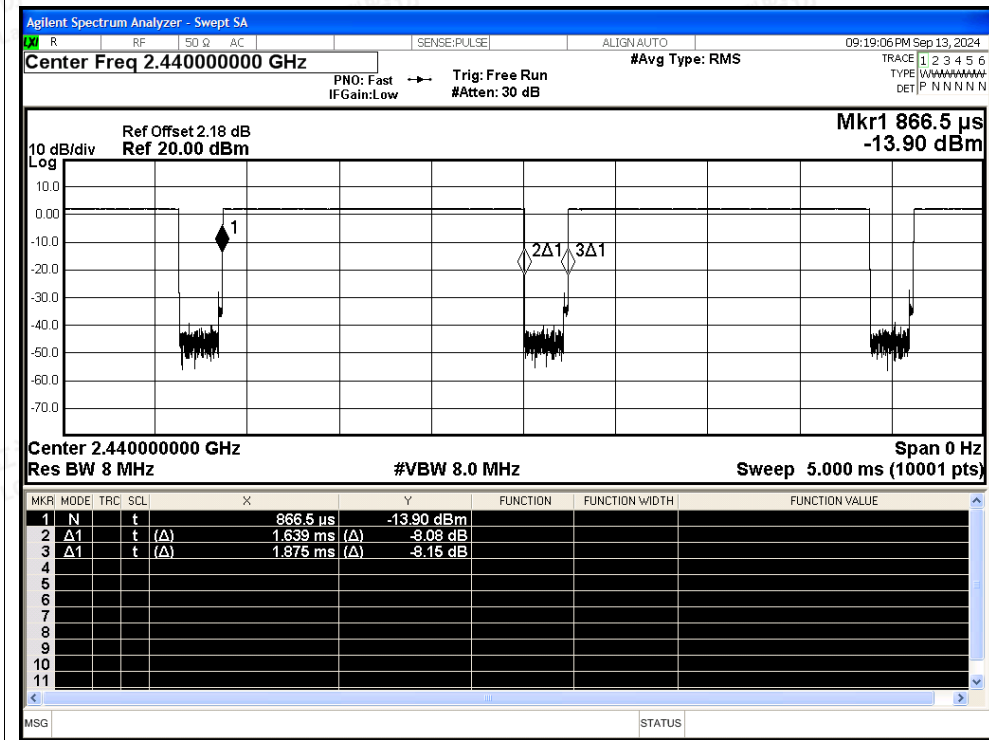 Agilent Spectrum Analyzer - Swept SA
LXI R RF 50 Ω AC SENSE:PULSE ALIGN AUTO 09:19:06 PM Sep 13, 2024
Center Freq 2.440000000 GHz #Avg Type: RMS TRACE 1 2 3 4 5 6
PNO: Fast Trig: Free Run TYPE WWWWWW
IFGain:Low #Atten: 30 dB DET P N N N N N
Mkr1 866.5 µs
Ref Offset 2.18 dB
10 dB/div Ref 20.00 dBm -13.90 dBm
Log
10.0
0.00
1
-10.0
2Δ1 3Δ1
-20.0
-30.0
-40.0
-50.0
-60.0
-70.0
Center 2.440000000 GHz Span 0 Hz
Res BW 8 MHz #VBW 8.0 MHz Sweep 5.000 ms (10001 pts)
MKR MODE TRC SCL X Y FUNCTION FUNCTION WIDTH FUNCTION VALUE
1 N t 866.5 µs -13.90 dBm
2 Δ1 t (Δ) 1.639 ms (Δ) -8.08 dB
3 Δ1 t (Δ) 1.875 ms (Δ) -8.15 dB
4
5
6
7
8
9
10
11
MSG STATUS